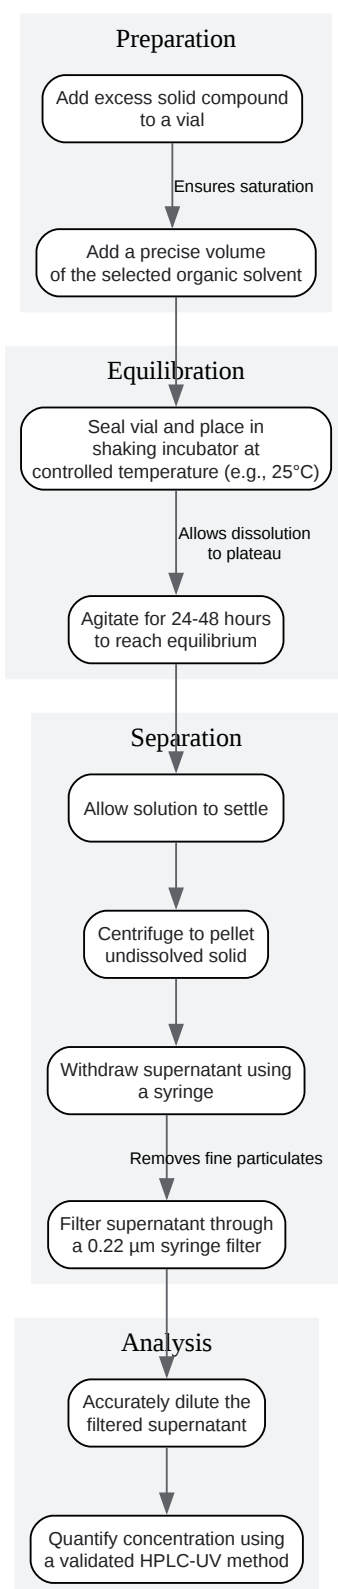 Preparation
Add excess solid compound
to a vial
Ensures saturation
Add a precise volume
of the selected organic solvent
Equilibration
Seal vial and place in
shaking incubator at
controlled temperature (e.g., 25°C)
Allows dissolution
to plateau
Agitate for 24-48 hours
to reach equilibrium
Separation
Allow solution to settle
Centrifuge to pellet
undissolved solid
Withdraw supernatant using
a syringe
Removes fine particulates
Filter supernatant through
a 0.22 µm syringe filter
Analysis
Accurately dilute the
filtered supernatant
Quantify concentration using
a validated HPLC-UV method